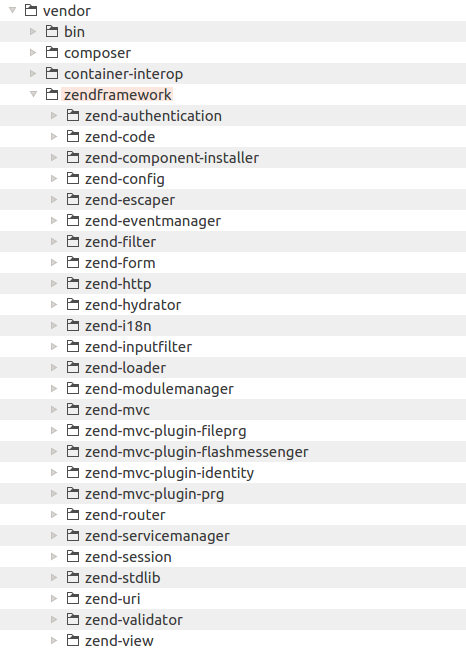 vendor
bin
composer
container-interop
zendframework
zend-authentication
zend-code
zend-component-installer
zend-config
zend-escaper
zend-eventmanager
zend-filter
zend-form
zend-http
zend-hydrator
zend-i18n
zend-inputfilter
zend-loader
zend-modulemanager
zend-mvc
zend-mvc-plugin-fileprg
zend-mvc-plugin-flashmessenger
zend-mvc-plugin-identity
zend-mvc-plugin-prg
zend-router
zend-servicemanager
zend-session
zend-stdlib
zend-uri
zend-validator
zend-view